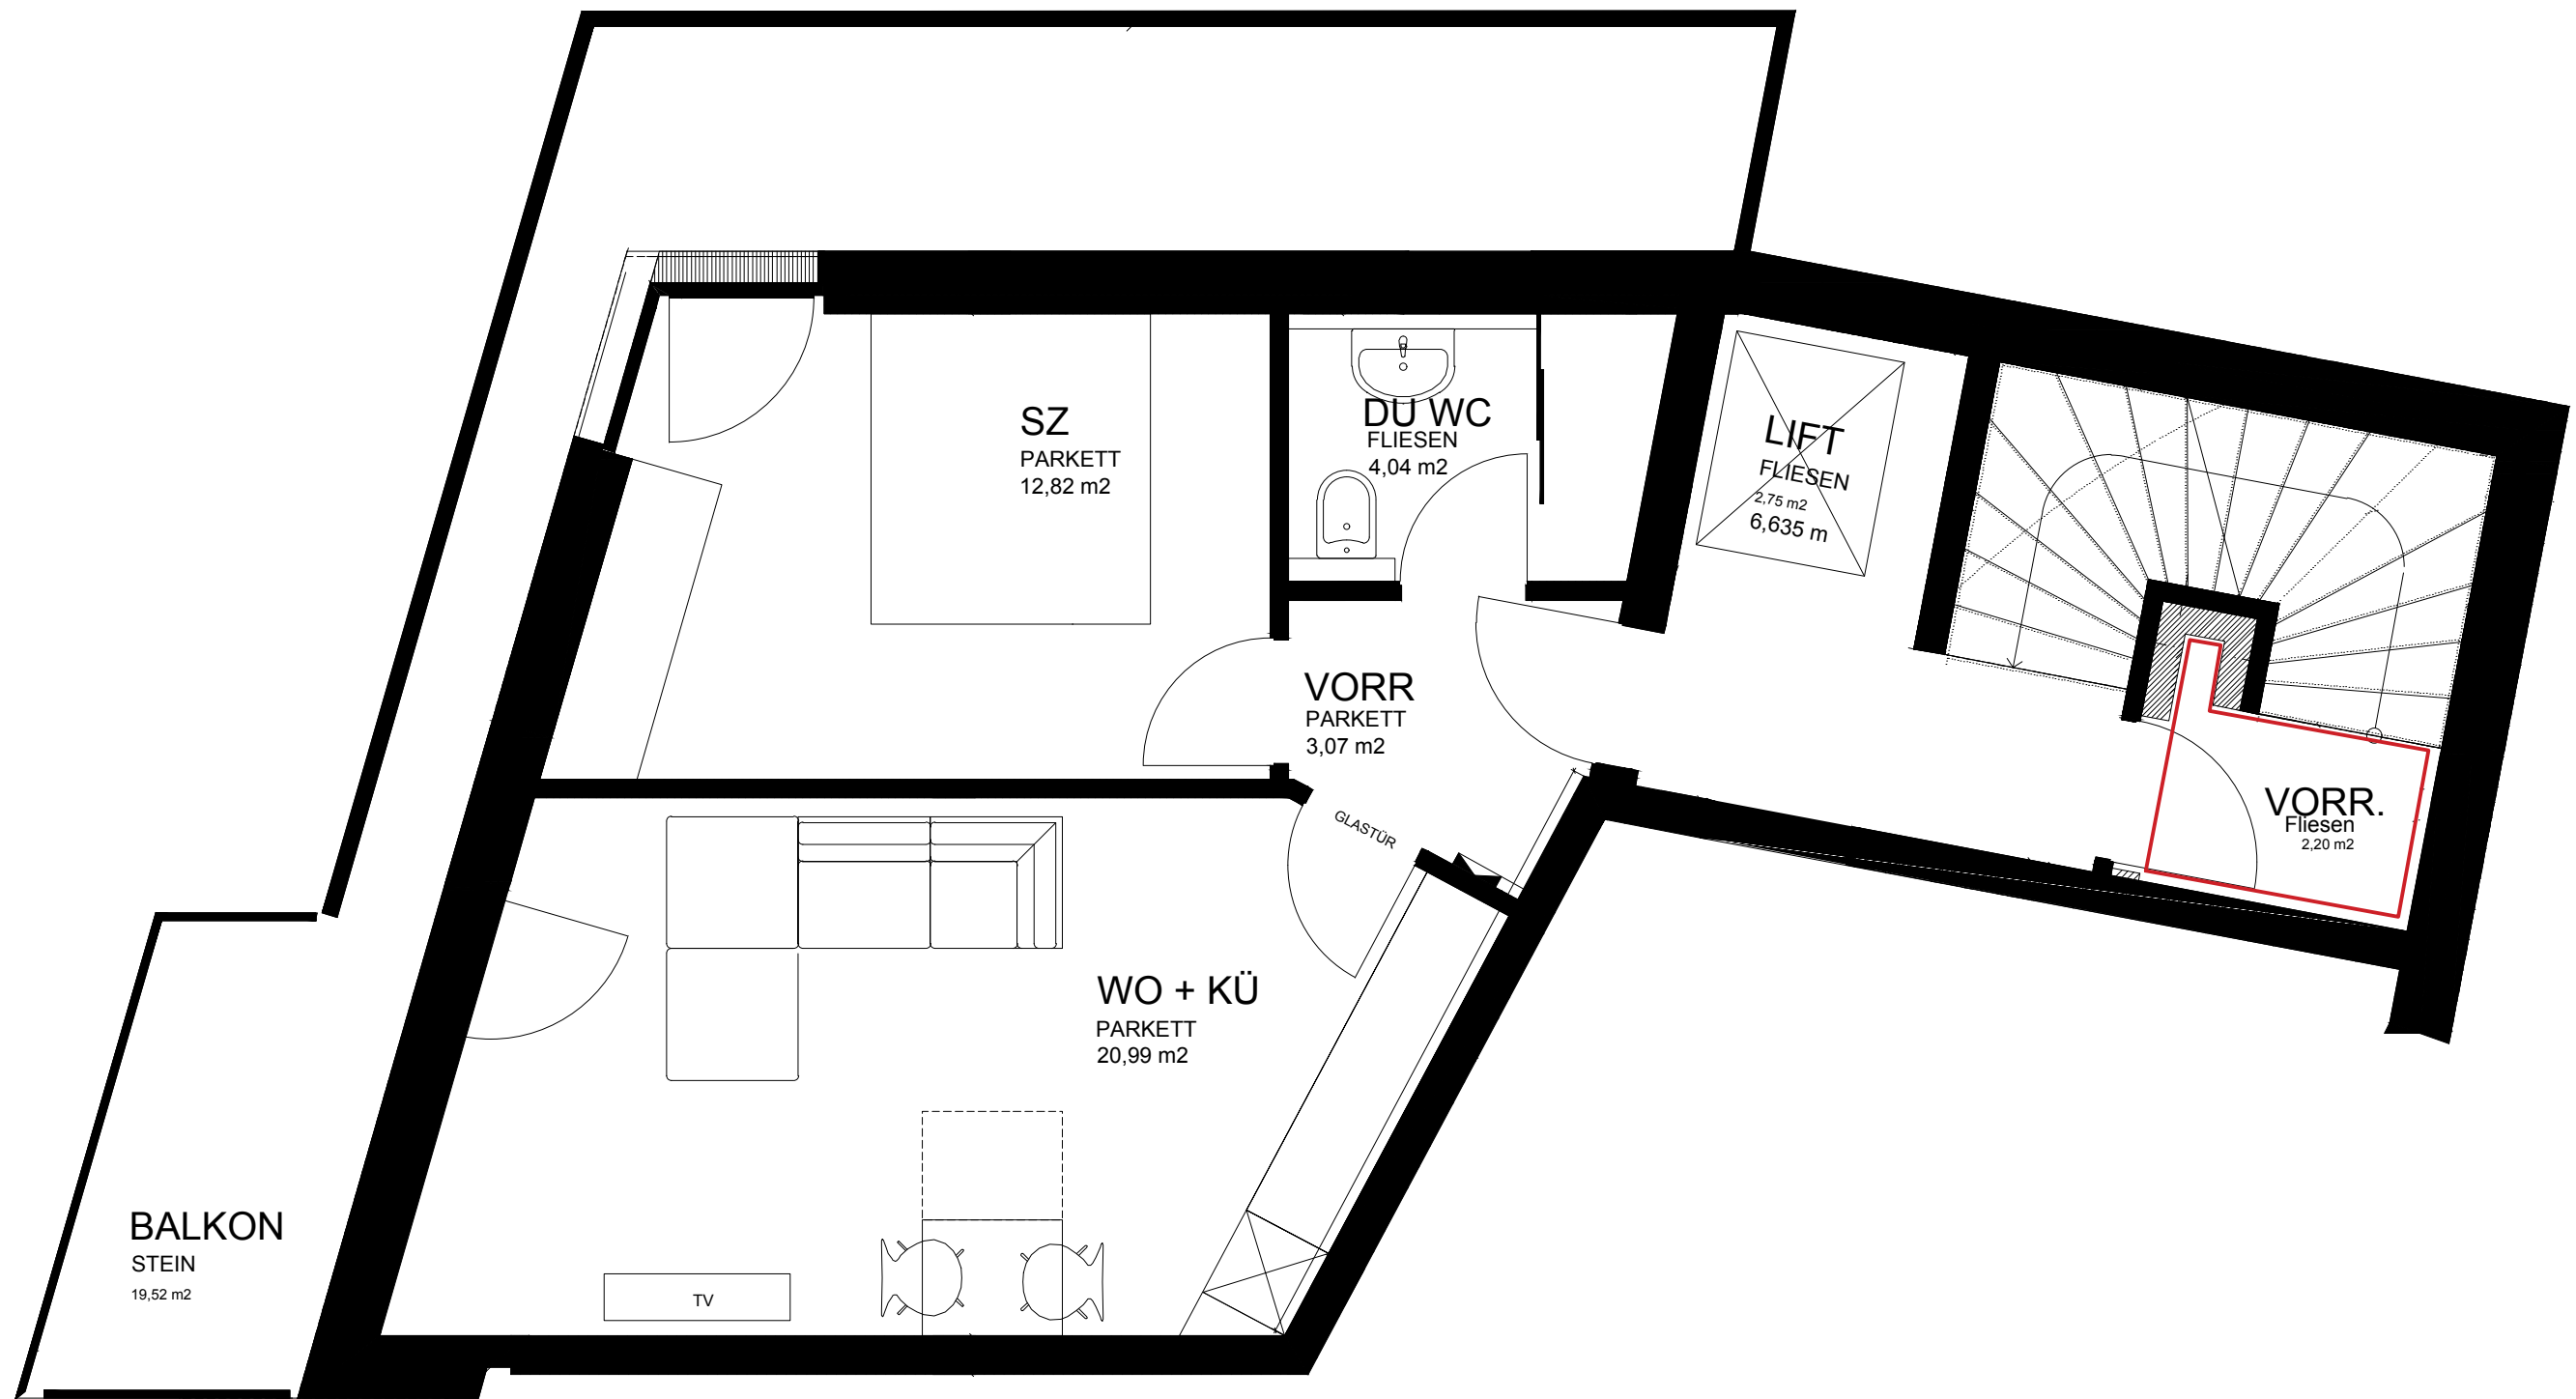 SZ
PARKETT
12,82 m2
DU WC
FLIESEN
4,04 m2
LIFT
FLIESEN
2,75 m2
6,635 m
VORR
PARKETT
3,07 m2
GLASTÜR
VORR.
Fliesen
2,20 m2
WO + KÜ
PARKETT
20,99 m2
BALKON
STEIN
19,52 m2
TV